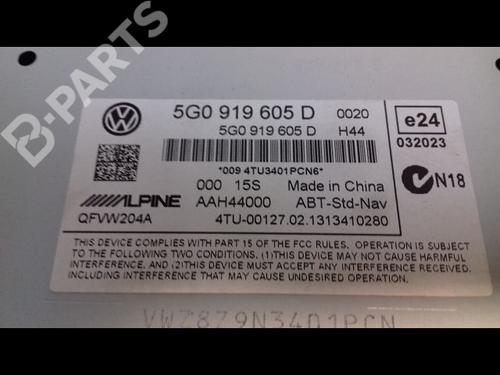 B-PARTS
5G0 919 605 D 0020
5G0 919 605 D H44
*009 4TU3401PCN6*
000 15S Made in China
ALPINE AAH44000 ABT-Std-Nav
QFVW204A 4TU-00127.02.1313410280
e24
032023
N18
THIS DEVICE COMPLIES WITH PART 15 OF THE FCC RULES. OPERATION IS SUBJECT
TO THE FOLLOWING TWO CONDITIONS. (1)THIS DEVICE MAY NOT CAUSE HARMFUL
INTERFERENCE, AND (2)THIS DEVICE MUST ACCEPT ANY INTERFERENCE RECEIVED,
INCLUDING INTERFERENCE THAT MAY CAUSE UNDESIRED OPERATION.
VWZ8Z9N3401PCN